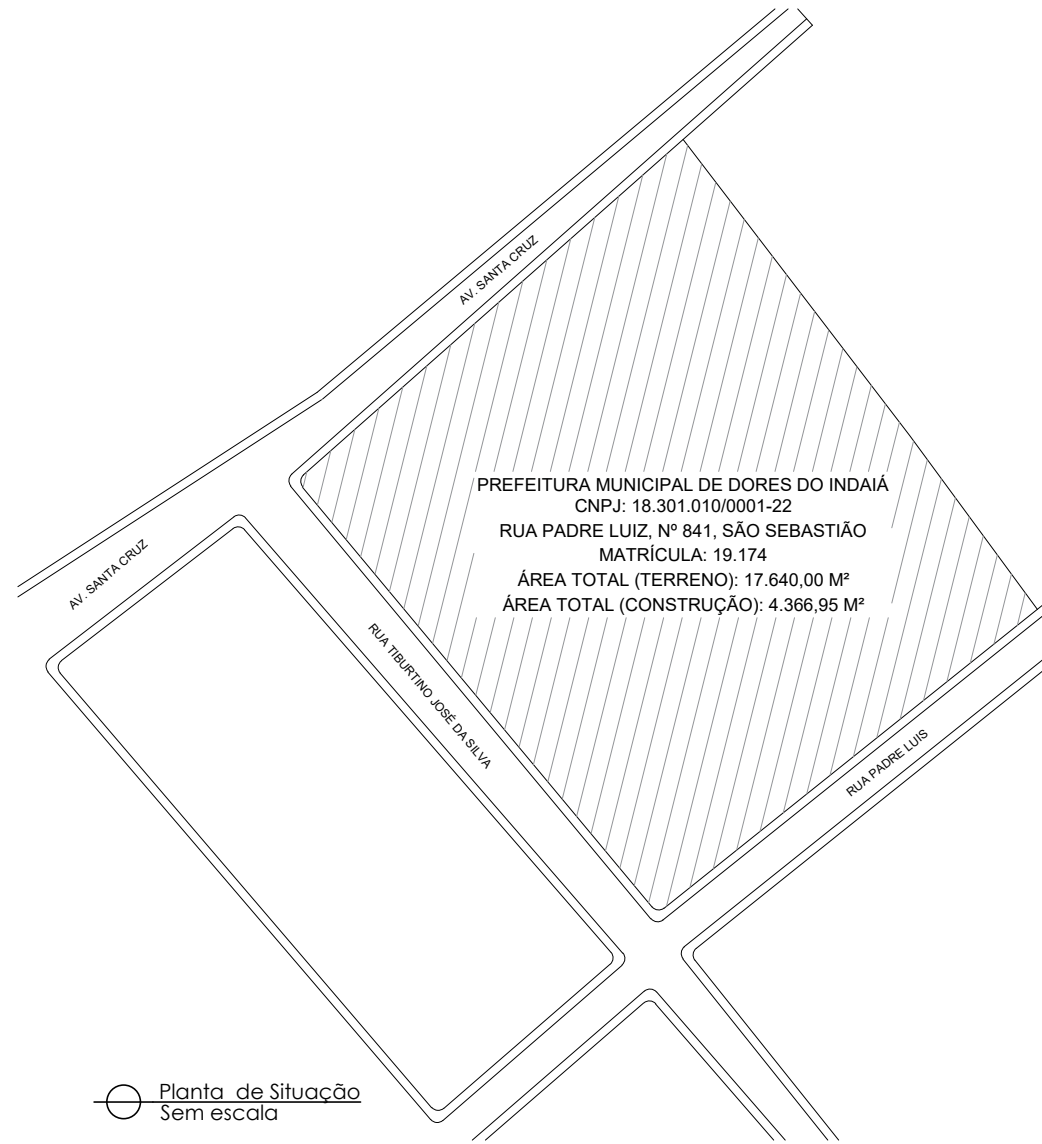 AV. SANTA CRUZ
PREFEITURA MUNICIPAL DE DORES DO INDAIÁ
CNPJ: 18.301.010/0001-22
RUA PADRE LUIZ, Nº 841, SÃO SEBASTIÃO
MATRÍCULA: 19.174
ÁREA TOTAL (TERRENO): 17.640,00 M²
ÁREA TOTAL (CONSTRUÇÃO): 4.366,95 M²
AV. SANTA CRUZ
RUA TIBURTINO JOSÉ DA SILVA
RUA PADRE LUIS
Planta de Situação
Sem escala